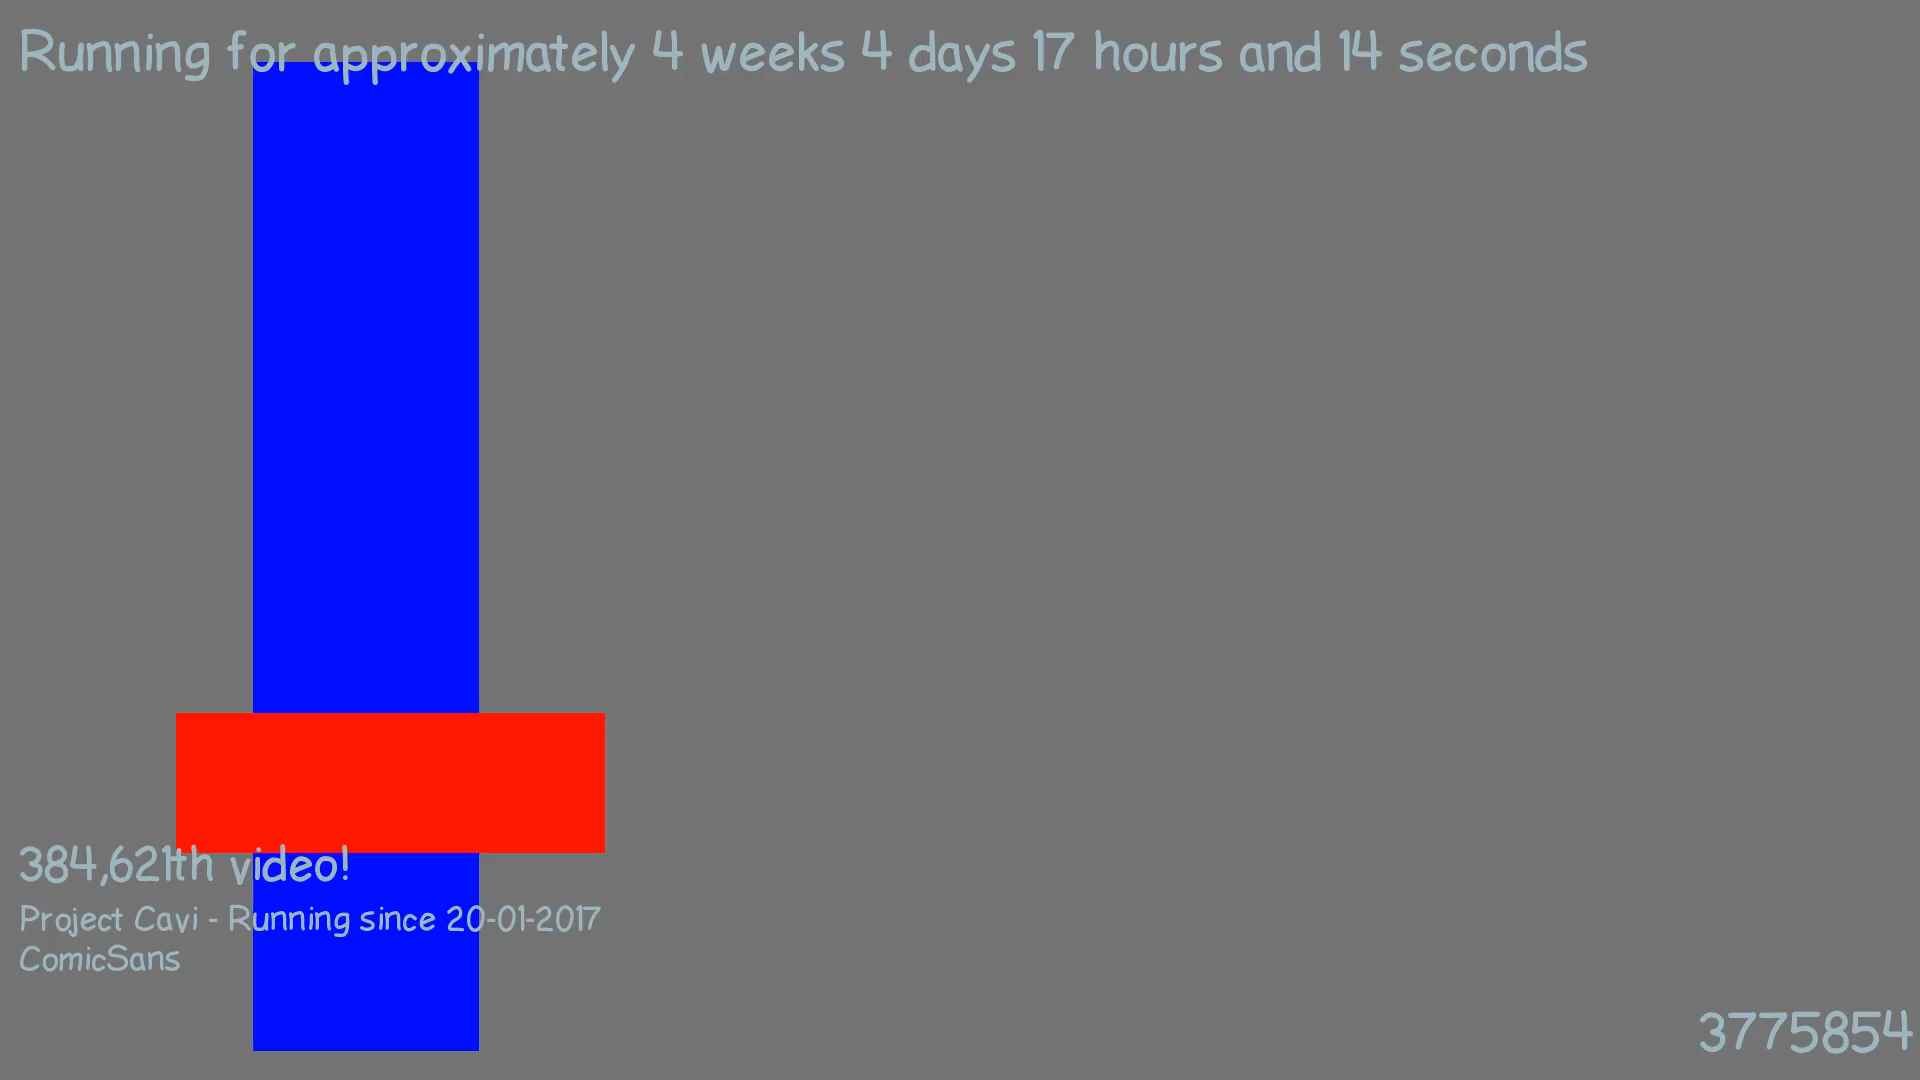 Running for approximately 4 weeks 4 days 17 hours and 14 seconds
384,621th video!
Project Cavi - Running since 20-01-2017
ComicSans
3775854